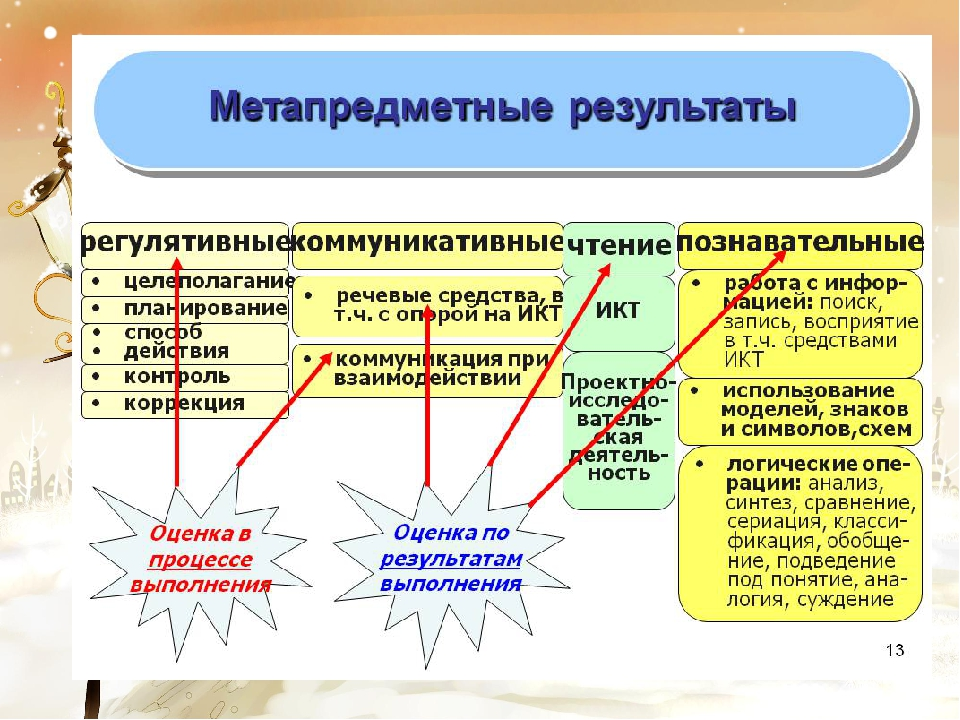 Метапредметные результаты
регулятивные
• целеполагание
• планирование
• способ
• действия
• контроль
• коррекция
коммуникативные
• речевые средства, в
т.ч. с опорой на ИКТ
• коммуникация при
взаимодействии
чтение
ИКТ
Проектно-
исследо-
ватель-
ская
деятель-
ность
познавательные
• работа с инфор-
мацией: поиск,
запись, восприятие
в т.ч. средствами
ИКТ
• использование
моделей, знаков
и символов,схем
• логические опе-
рации: анализ,
синтез, сравнение,
сериация, класси-
фикация, обобще-
ние, подведение
под понятие, ана-
логия, суждение
Оценка в
процессе
выполнения
Оценка по
результатам
выполнения
13